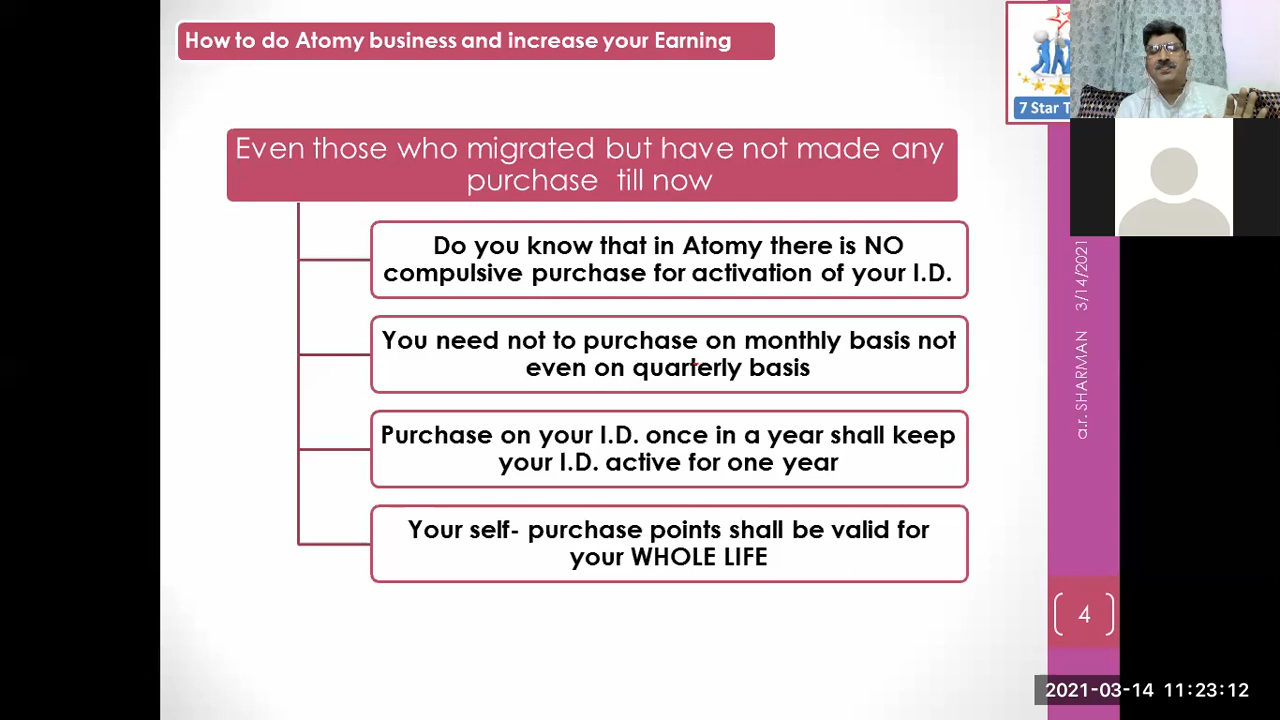 How to do Atomy business and increase your Earning
7 Star T
Even those who migrated but have not made any
purchase till now
Do you know that in Atomy there is NO
compulsive purchase for activation of your I.D.
You need not to purchase on monthly basis not
even on quarterly basis
Purchase on your I.D. once in a year shall keep
your I.D. active for one year
Your self- purchase points shall be valid for
your WHOLE LIFE
a.r. SHARMAN 3/14/2021
4
2021-03-14 11:23:12